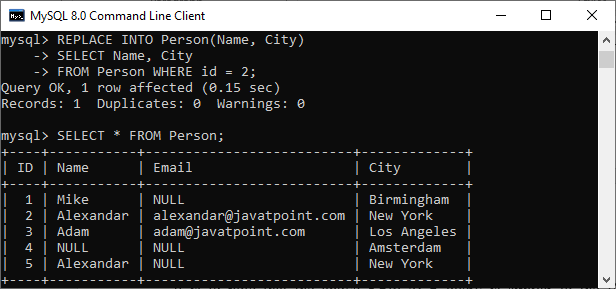 MySQL 8.0 Command Line Client
mysql> REPLACE INTO Person(Name, City)
    -> SELECT Name, City
    -> FROM Person WHERE id = 2;
Query OK, 1 row affected (0.15 sec)
Records: 1  Duplicates: 0  Warnings: 0

mysql> SELECT * FROM Person;
+----+-----------+-------------------------+-------------+
| ID | Name      | Email                   | City        |
+----+-----------+-------------------------+-------------+
|  1 | Mike      | NULL                    | Birmingham  |
|  2 | Alexandar | alexandar@javatpoint.com | New York    |
|  3 | Adam      | adam@javatpoint.com     | Los Angeles |
|  4 | NULL      | NULL                    | Amsterdam   |
|  5 | Alexandar | NULL                    | New York    |
+----+-----------+-------------------------+-------------+